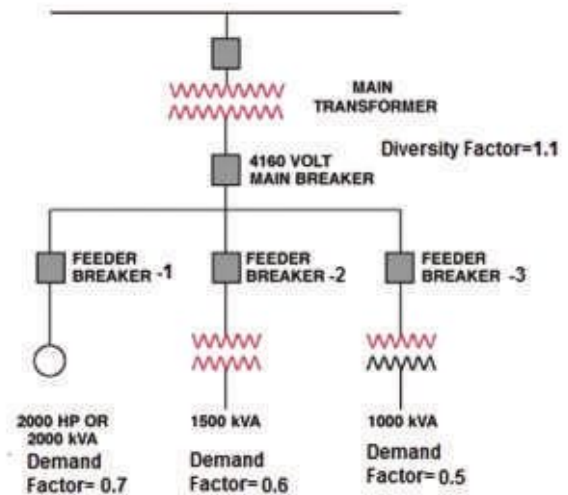 MAIN
TRANSFORMER
Diversity Factor=1.1
4160 VOLT
MAIN BREAKER
FEEDER
BREAKER -1
FEEDER
BREAKER -2
FEEDER
BREAKER -3
2000 HP OR
2000 kVA
Demand
Factor= 0.7
1500 kVA
Demand
Factor= 0.6
1000 kVA
Demand
Factor= 0.5